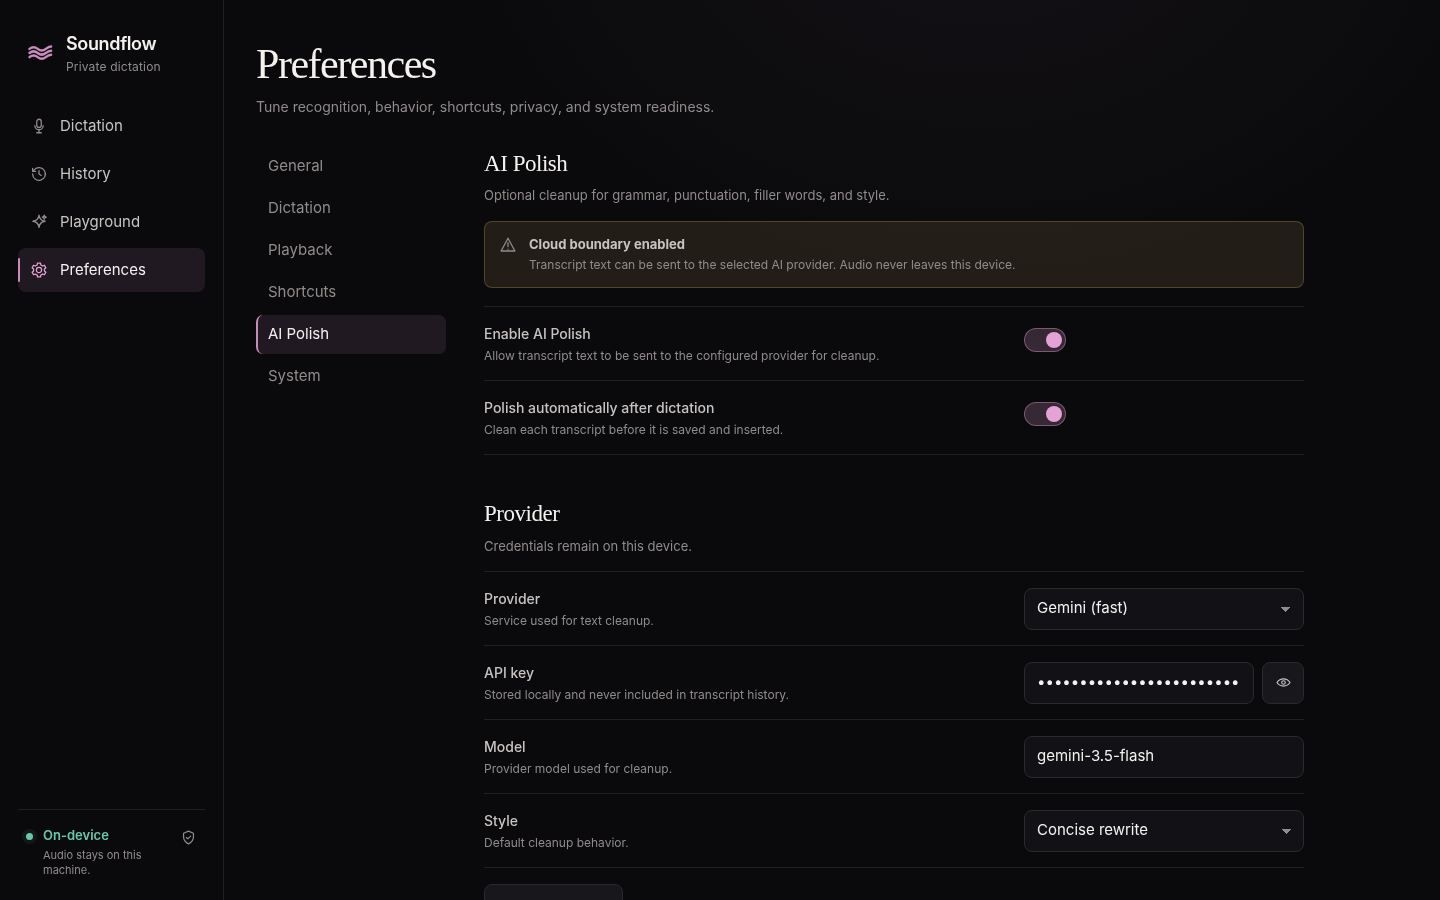 Soundflow
Private dictation
Dictation
History
Playground
Preferences
On-device
Audio stays on this
machine.
Preferences
Tune recognition, behavior, shortcuts, privacy, and system readiness.
General
Dictation
Playback
Shortcuts
AI Polish
System
AI Polish
Optional cleanup for grammar, punctuation, filler words, and style.
Cloud boundary enabled
Transcript text can be sent to the selected AI provider. Audio never leaves this device.
Enable AI Polish
Allow transcript text to be sent to the configured provider for cleanup.
Polish automatically after dictation
Clean each transcript before it is saved and inserted.
Provider
Credentials remain on this device.
Provider
Service used for text cleanup.
Gemini (fast)
API key
Stored locally and never included in transcript history.
Model
Provider model used for cleanup.
gemini-3.5-flash
Style
Default cleanup behavior.
Concise rewrite